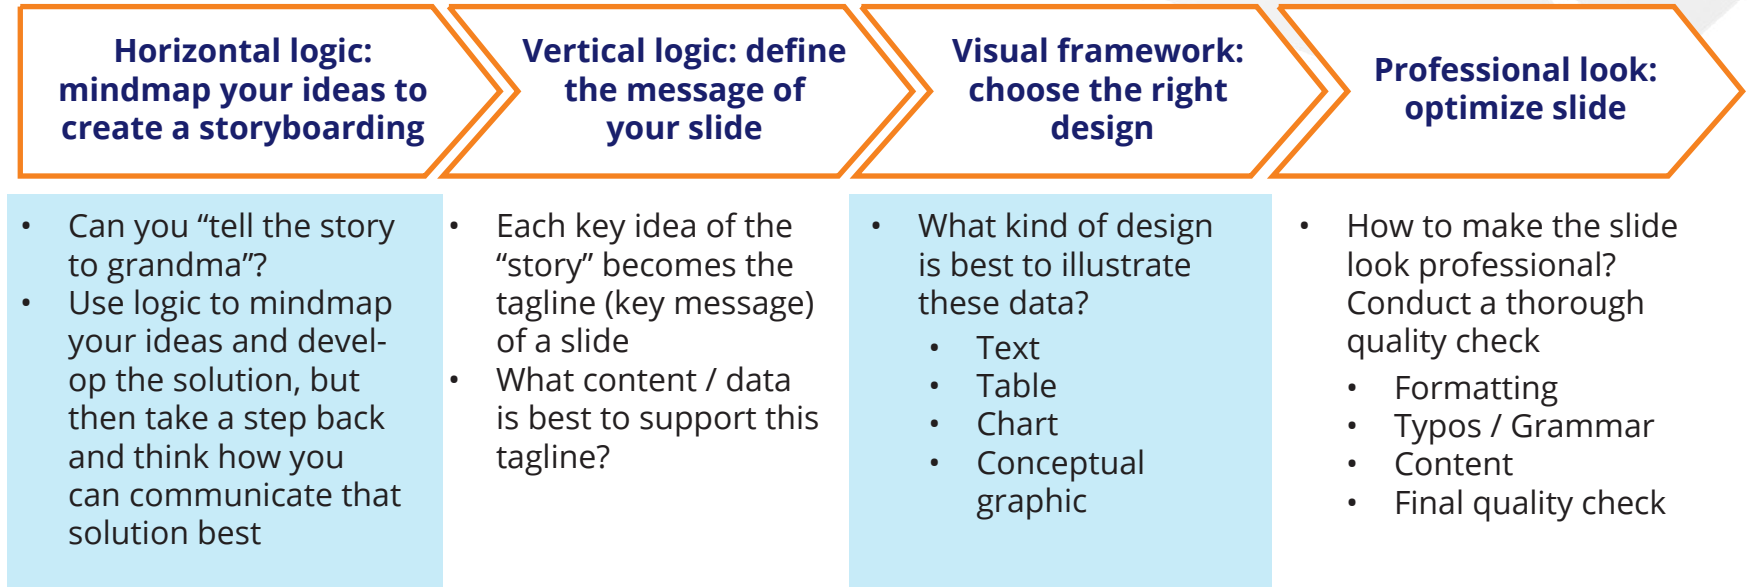 Horizontal logic:
mindmap your ideas to
create a storyboarding
Vertical logic: define
the message of
your slide
Visual framework:
choose the right
design
Professional look:
optimize slide
• Can you “tell the story
to grandma”?
• Use logic to mindmap
your ideas and devel-
op the solution, but
then take a step back
and think how you
can communicate that
solution best
• Each key idea of the
“story” becomes the
tagline (key message)
of a slide
• What content / data
is best to support this
tagline?
• What kind of design
is best to illustrate
these data?
• Text
• Table
• Chart
• Conceptual
graphic
• How to make the slide
look professional?
Conduct a thorough
quality check
• Formatting
• Typos / Grammar
• Content
• Final quality check